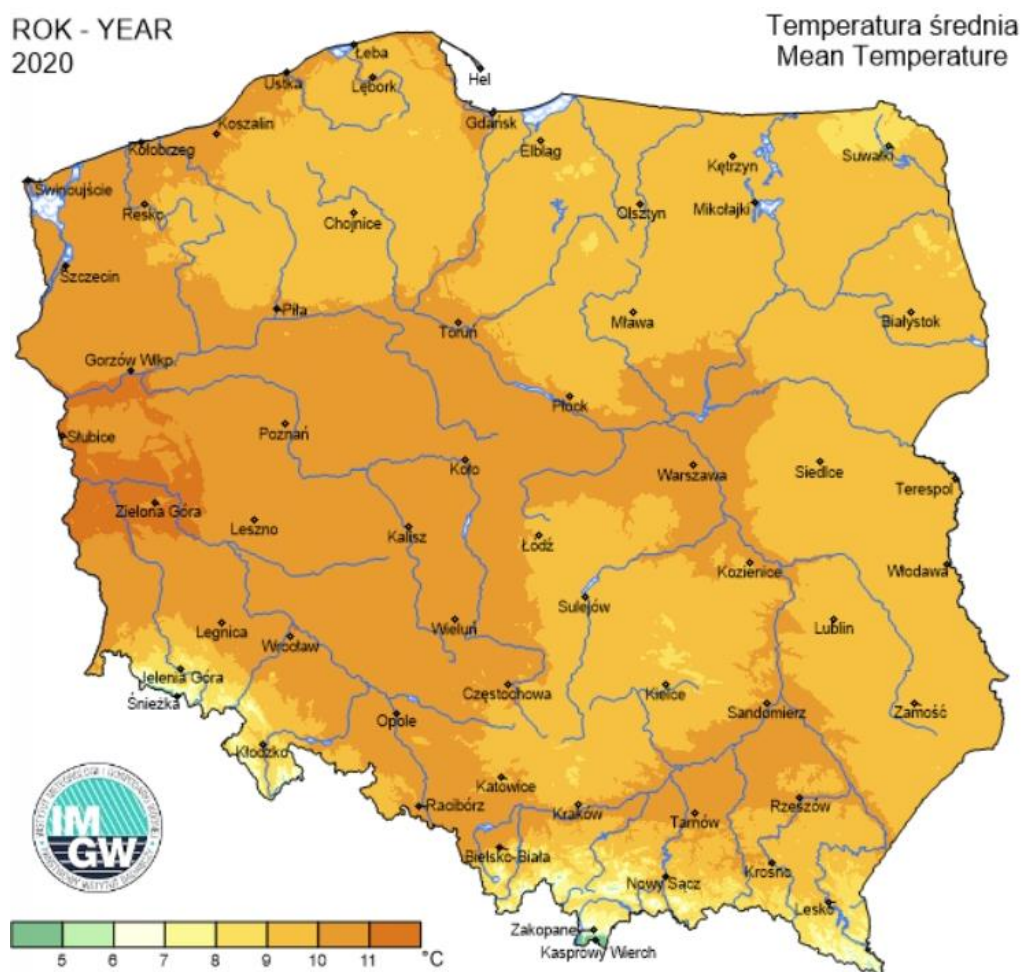 ROK - YEAR
2020
Temperatura średnia
Mean Temperature
Łeba
Hel
Ustka
Lębork
Gdańsk
Koszalin
Kołobrzeg
Elbląg
Suwałki
Kętrzyn
Świnoujście
Resko
Chojnice
Olsztyn
Mikołajki
Szczecin
Piła
Toruń
Mława
Białystok
Gorzów Wlkp.
Płock
Słubice
Poznań
Koło
Warszawa
Siedlce
Terespol
Zielona Góra
Leszno
Kalisz
Łódź
Kozienice
Włodawa
Sulejów
Legnica
Wrocław
Wieluń
Lublin
Jelenia Góra
Śnieżka
Częstochowa
Kielce
Sandomierz
Zamość
Opole
Kłodzko
Katowice
Racibórz
Kraków
Tarnów
Rzeszów
Bielsko-Biała
Nowy Sącz
Krosno
Lesko
Zakopane
Kasprowy Wierch
IM
GW
5 6 7 8 9 10 11 °C